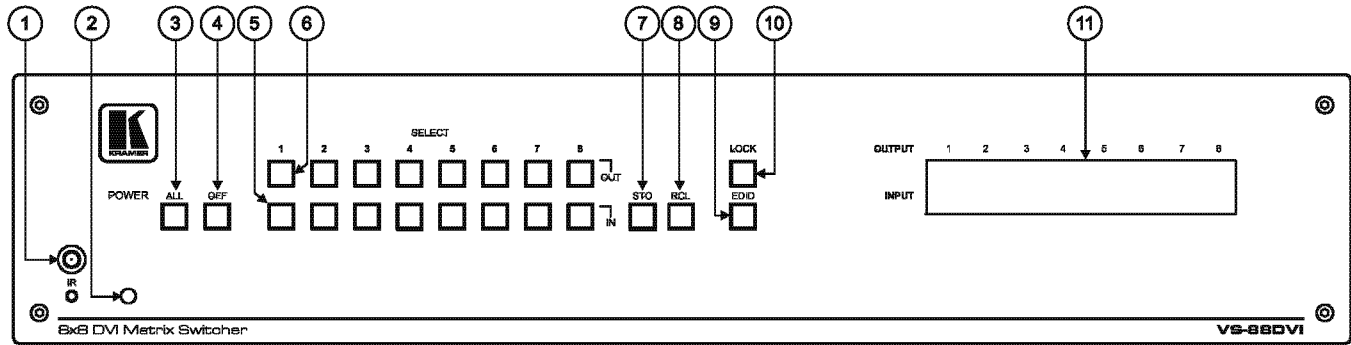 1 2 3 4 5 6 7 8 9 10 11
K
KRAMER
SELECT
1 2 3 4 5 6 7 8
OUT
IN
POWER
ALL
OFF
STO
RCL
LOCK
EDID
OUTPUT 1 2 3 4 5 6 7 8
INPUT
IR
8x8 DVI Matrix Switcher
VS-88DVI